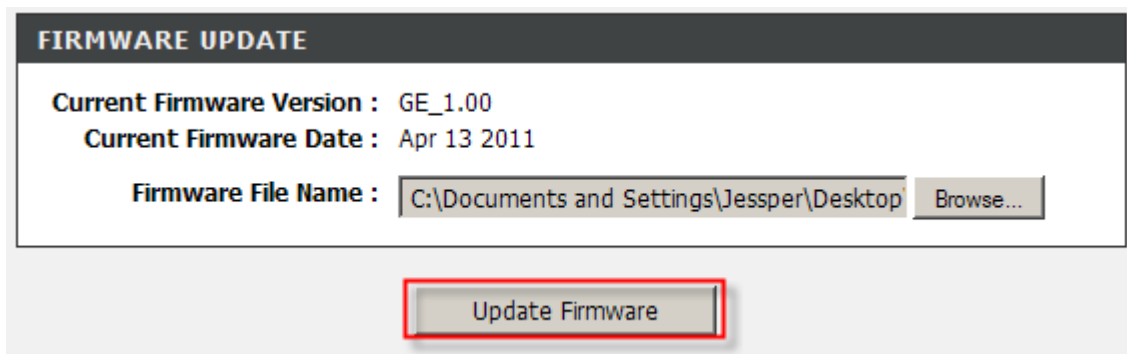 FIRMWARE UPDATE
Current Firmware Version : GE_1.00
Current Firmware Date : Apr 13 2011
Firmware File Name : C:\Documents and Settings\Jessper\Desktop Browse...
Update Firmware